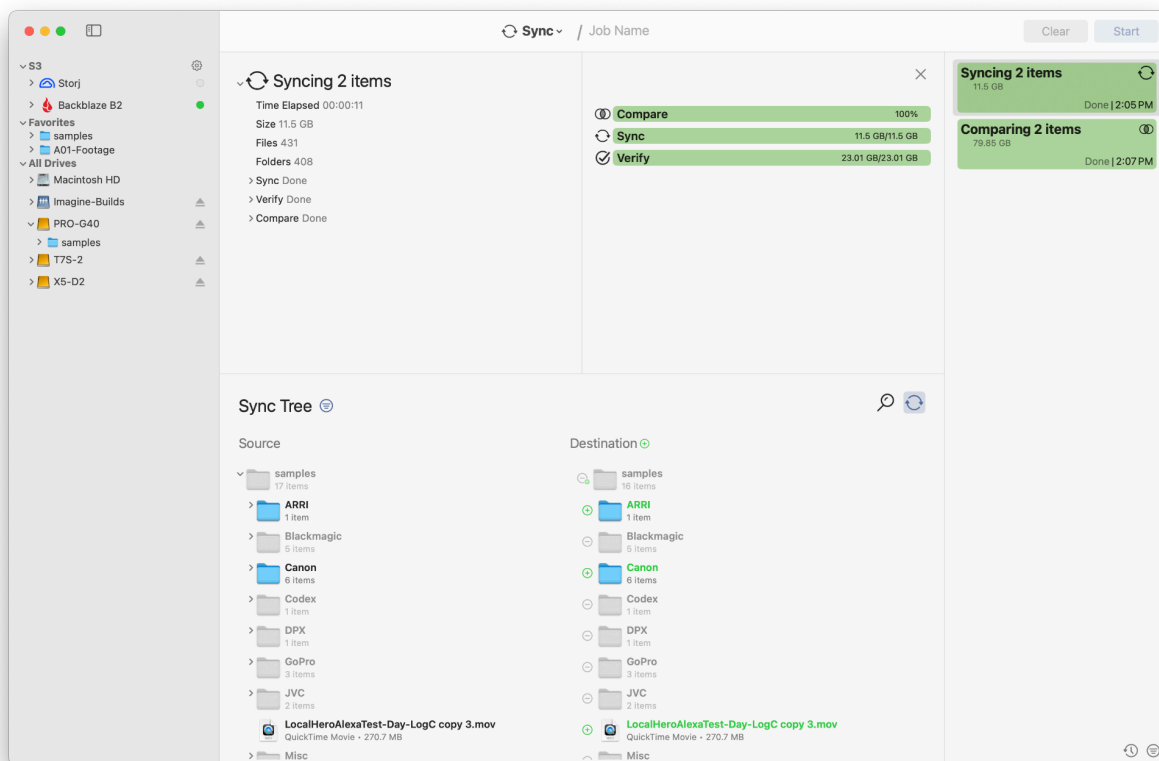 Sync
/ Job Name
Clear
Start
S3
Storj
Backblaze B2
Favorites
samples
A01-Footage
All Drives
Macintosh HD
Imagine-Builds
PRO-G40
samples
T7S-2
X5-D2
Syncing 2 items
Time Elapsed 00:00:11
Size 11.5 GB
Files 431
Folders 408
Sync Done
Verify Done
Compare Done
Compare 100%
Sync 11.5 GB/11.5 GB
Verify 23.01 GB/23.01 GB
Syncing 2 items
11.5 GB
Done | 2:05 PM
Comparing 2 items
79.85 GB
Done | 2:07 PM
Sync Tree
Source
samples
17 items
ARRI
1 item
Blackmagic
5 items
Canon
6 items
Codex
1 item
DPX
1 item
GoPro
3 items
JVC
2 items
LocalHeroAlexaTest-Day-LogC copy 3.mov
QuickTime Movie • 270.7 MB
Misc
Destination
samples
16 items
ARRI
1 item
Blackmagic
5 items
Canon
6 items
Codex
1 item
DPX
1 item
GoPro
3 items
JVC
2 items
LocalHeroAlexaTest-Day-LogC copy 3.mov
QuickTime Movie • 270.7 MB
Misc